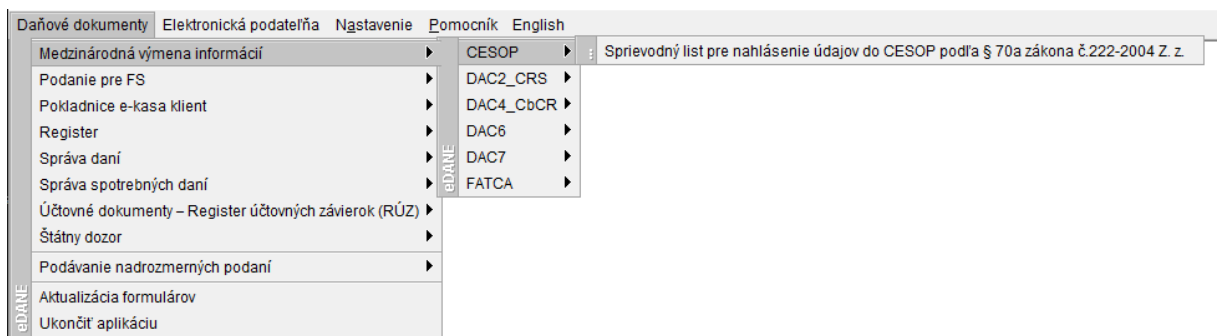 Daňové dokumenty Elektronická podateľňa Nastavenie Pomocník English
Medzinárodná výmena informácií
Podanie pre FS
Pokladnice e-kasa klient
Register
Správa daní
Správa spotrebných daní
Účtovné dokumenty – Register účtovných závierok (RÚZ)
Štátny dozor
Podávanie nadrozmerných podaní
Aktualizácia formulárov
Ukončiť aplikáciu
eDANE
CESOP
DAC2_CRS
DAC4_CbCR
DAC6
DAC7
FATCA
eDANE
Sprievodný list pre nahlásenie údajov do CESOP podľa § 70a zákona č.222-2004 Z. z.